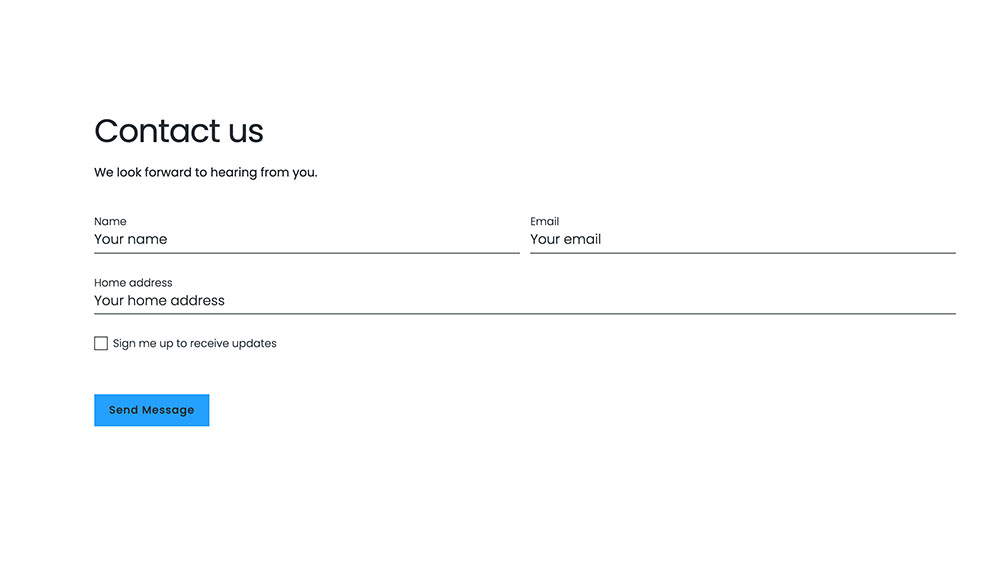 Contact us
We look forward to hearing from you.
Name
Email
Your name
Your email
Home address
Your home address
Sign me up to receive updates
Send Message